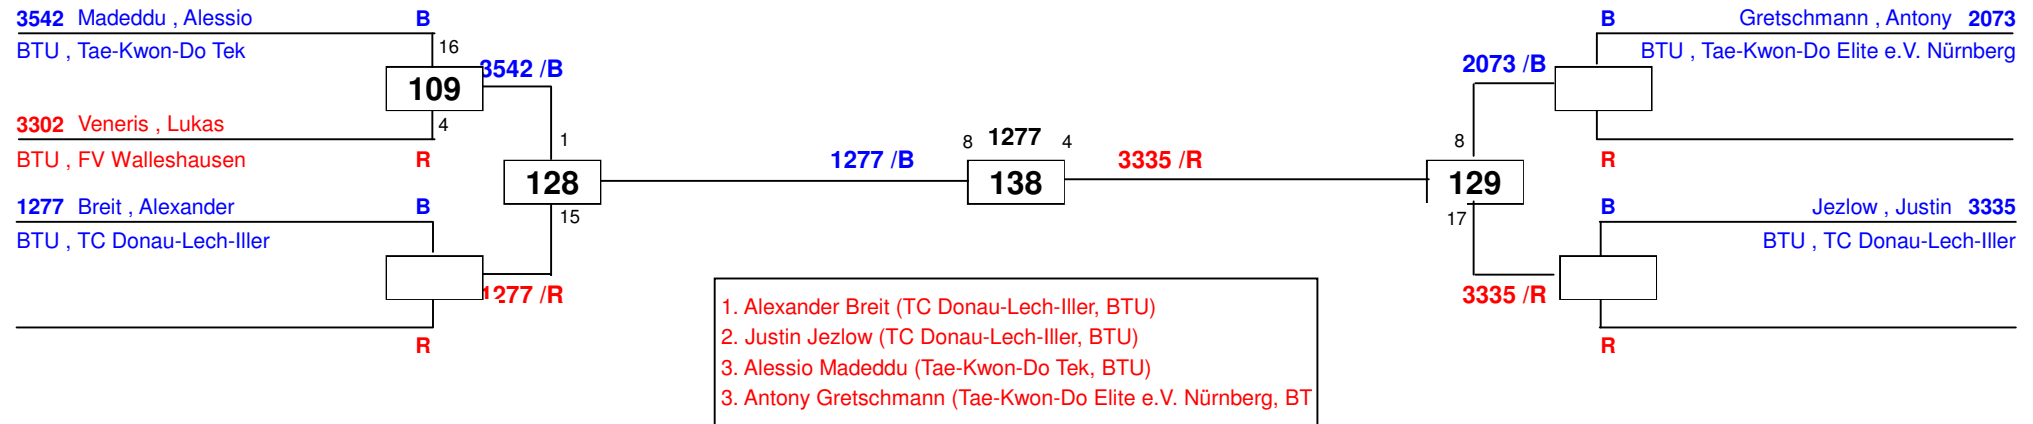 3542 Madeddu , Alessio B
BTU , Tae-Kwon-Do Tek
16
109
3542 /B
4
3302 Veneris , Lukas
BTU , FV Walleshausen R
1
128
15
1277 Breit , Alexander B
BTU , TC Donau-Lech-Iller
1277 /R
R
1277 /B
8 1277 4
138
3335 /R
B Gretschmann , Antony 2073
BTU , Tae-Kwon-Do Elite e.V. Nürnberg
2073 /B
R
8
129
17
B Jezlow , Justin 3335
BTU , TC Donau-Lech-Iller
3335 /R
R
1. Alexander Breit (TC Donau-Lech-Iller, BTU)
2. Justin Jezlow (TC Donau-Lech-Iller, BTU)
3. Alessio Madeddu (Tae-Kwon-Do Tek, BTU)
3. Antony Gretschmann (Tae-Kwon-Do Elite e.V. Nürnberg, BT